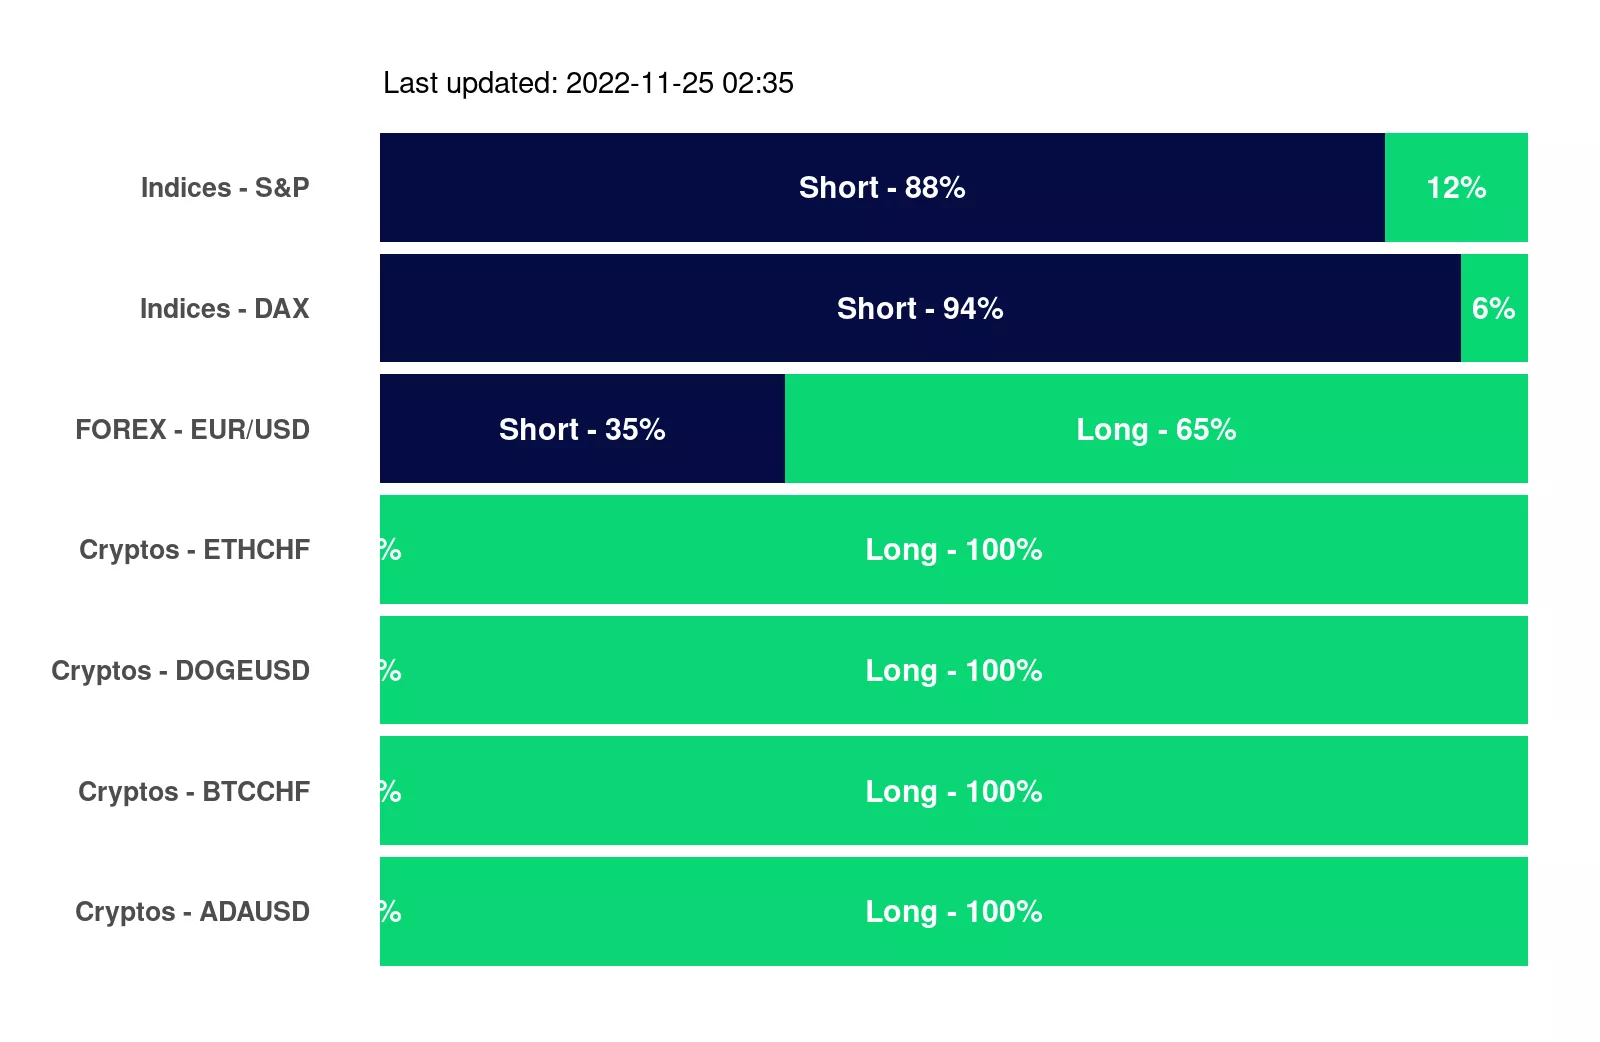 Last updated: 2022-11-25 02:35
Indices - S&P Short - 88% 12%
Indices - DAX Short - 94% 6%
FOREX - EUR/USD Short - 35% Long - 65%
Cryptos - ETHCHF % Long - 100%
Cryptos - DOGEUSD % Long - 100%
Cryptos - BTCCHF % Long - 100%
Cryptos - ADAUSD % Long - 100%